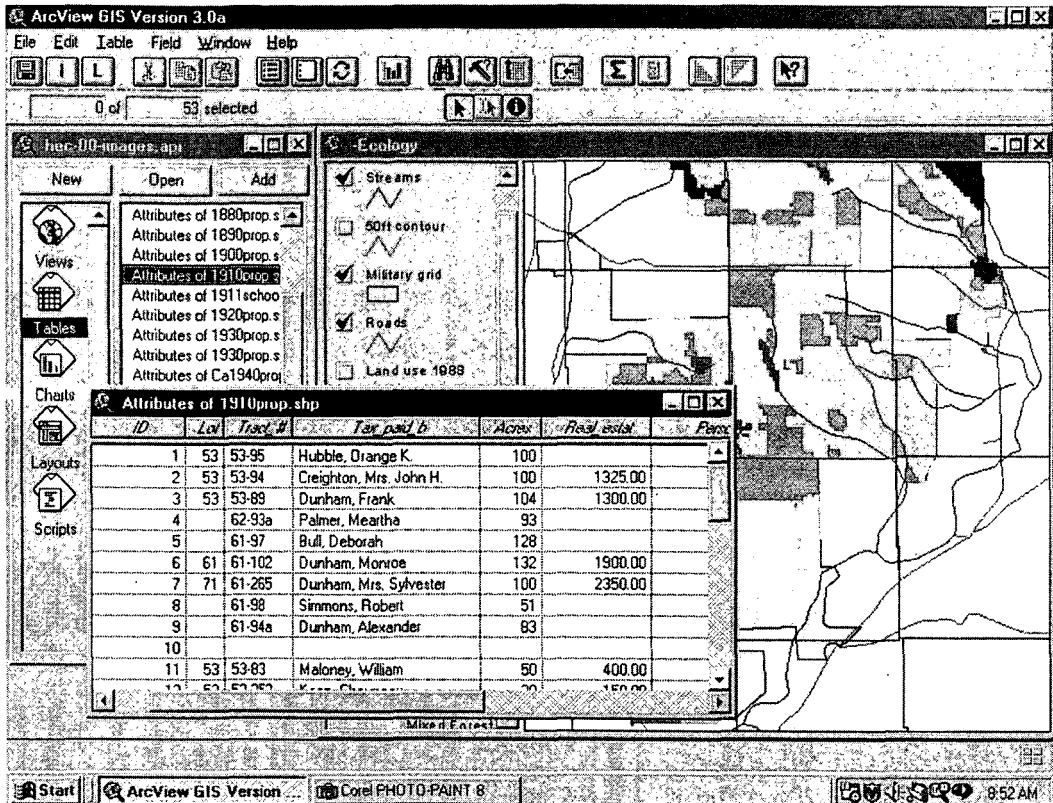 ArcView GIS Version 3.0a
File Edit Table Field Window Help
0 of 53 selected
hec-00-images.apr
New Open Add
Views
Tables
Charts
Layouts
Scripts
Attributes of 1880prop.s
Attributes of 1890prop.s
Attributes of 1900prop.s
Attributes of 1910prop.s
Attributes of 1911schoo
Attributes of 1920prop.s
Attributes of 1930prop.s
Attributes of 1930prop.s
Attributes of Ca1940prop
-Ecology
Streams
50ft contour
Military grid
Roads
Land use 1988
Mixed Forest
Attributes of 1910prop.shp
ID Lot Tract_# Tax_paid_b Acres Real_estat Pers
1 53 53-95 Hubble, Orange K. 100
2 53 53-94 Creighton, Mrs. John H. 100 1325.00
3 53 53-89 Dunham, Frank 104 1300.00
4 62-93a Palmer, Meartha 93
5 61-97 Bull, Deborah 128
6 61 61-102 Dunham, Monroe 132 1900.00
7 71 61-265 Dunham, Mrs. Sylvester 100 2350.00
8 61-98 Simmons, Robert 51
9 61-94a Dunham, Alexander 83
10
11 53 53-83 Maloney, William 50 400.00
Start ArcView GIS Version ... Corel PHOTO-PAINT 8 9:52 AM